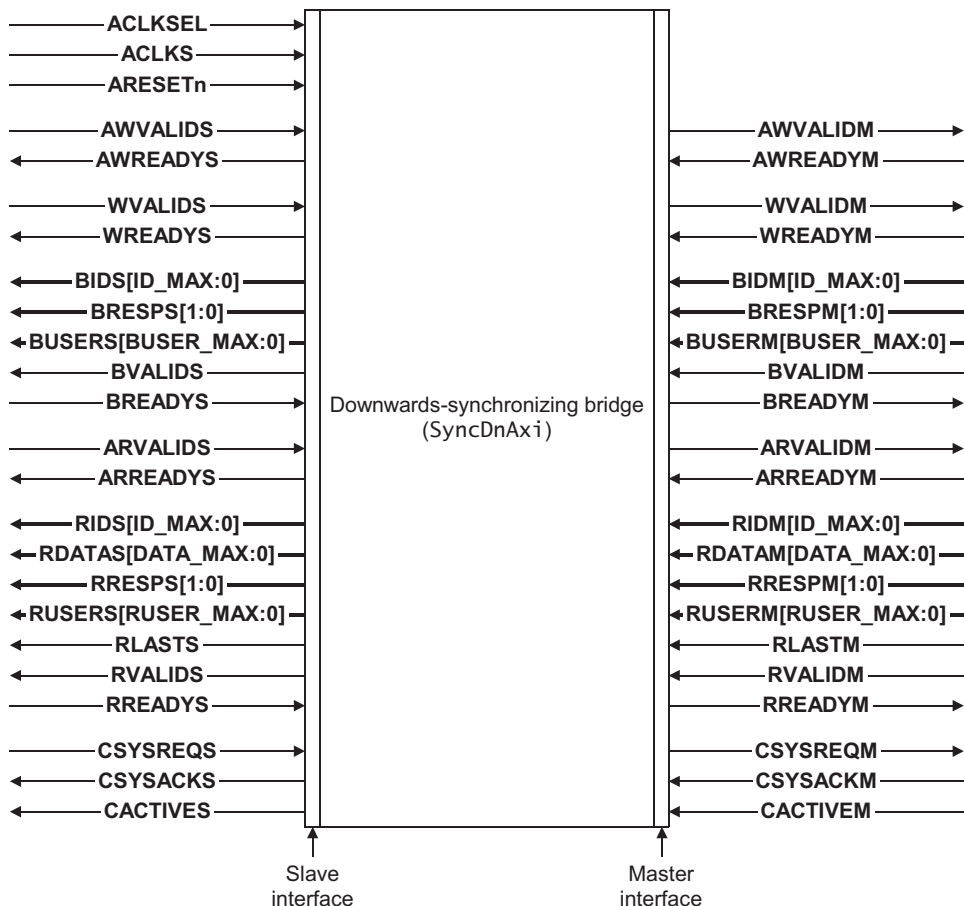 ACLKSEL
ACLKS
ARESETn
AWVALIDS AWVALIDM
AWREADYS AWREADYM
WVALIDS WVALIDM
WREADYS WREADYM
BIDS[ID_MAX:0] BIDM[ID_MAX:0]
BRESPS[1:0] BRESPM[1:0]
BUSERS[BUSER_MAX:0] BUSERM[BUSER_MAX:0]
BVALIDS BVALIDM
BREADYS Downwards-synchronizing bridge BREADYM
(SyncDnAxi)
ARVALIDS ARVALIDM
ARREADYS ARREADYM
RIDS[ID_MAX:0] RIDM[ID_MAX:0]
RDATAS[DATA_MAX:0] RDATAM[DATA_MAX:0]
RRESPS[1:0] RRESPM[1:0]
RUSERS[RUSER_MAX:0] RUSERM[RUSER_MAX:0]
RLASTS RLASTM
RVALIDS RVALIDM
RREADYS RREADYM
CSYSREQS CSYSREQM
CSYSACKS CSYSACKM
CACTIVES CACTIVEM
Slave Master
interface interface